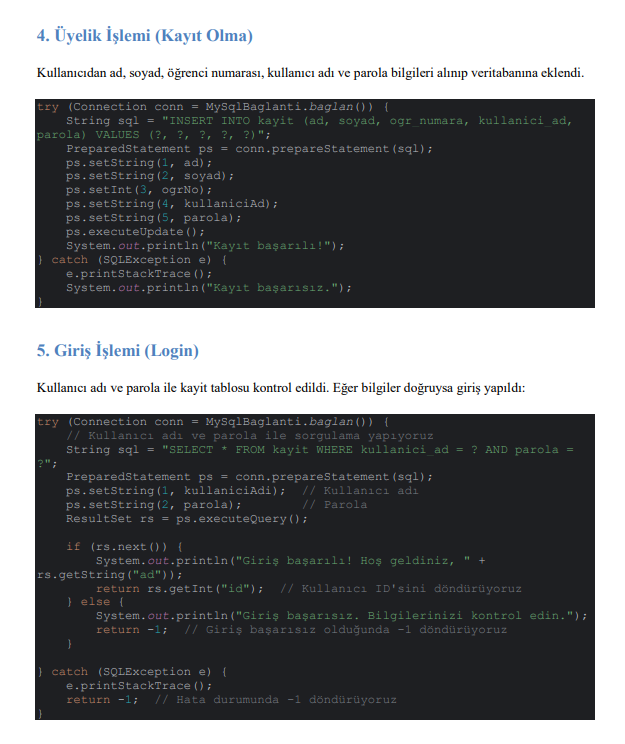 4. Üyelik İşlemi (Kayıt Olma)
Kullanıcıdan ad, soyad, öğrenci numarası, kullanıcı adı ve parola bilgileri alınıp veritabanına eklendi.
try (Connection conn = MySqlBaglanti.baglan()) {
    String sql = "INSERT INTO kayit (ad, soyad, ogr_numara, kullanici_ad,
parola) VALUES (?, ?, ?, ?, ?)";
    PreparedStatement ps = conn.prepareStatement(sql);
    ps.setString(1, ad);
    ps.setString(2, soyad);
    ps.setInt(3, ogrNo);
    ps.setString(4, kullaniciAd);
    ps.setString(5, parola);
    ps.executeUpdate();
    System.out.println("Kayıt başarılı!");
} catch (SQLException e) {
    e.printStackTrace();
    System.out.println("Kayıt başarısız.");
}
5. Giriş İşlemi (Login)
Kullanıcı adı ve parola ile kayit tablosu kontrol edildi. Eğer bilgiler doğruysa giriş yapıldı:
try (Connection conn = MySqlBaglanti.baglan()) {
    // Kullanıcı adı ve parola ile sorgulama yapıyoruz
    String sql = "SELECT * FROM kayit WHERE kullanici_ad = ? AND parola =
?";
    PreparedStatement ps = conn.prepareStatement(sql);
    ps.setString(1, kullaniciAdi);  // Kullanıcı adı
    ps.setString(2, parola);        // Parola
    ResultSet rs = ps.executeQuery();
    if (rs.next()) {
        System.out.println("Giriş başarılı! Hoş geldiniz, " +
rs.getString("ad"));
        return rs.getInt("id");  // Kullanıcı ID'sini döndürüyoruz
    } else {
        System.out.println("Giriş başarısız. Bilgilerinizi kontrol edin.");
        return -1;  // Giriş başarısız olduğunda -1 döndürüyoruz
    }
} catch (SQLException e) {
    e.printStackTrace();
    return -1;  // Hata durumunda -1 döndürüyoruz
}